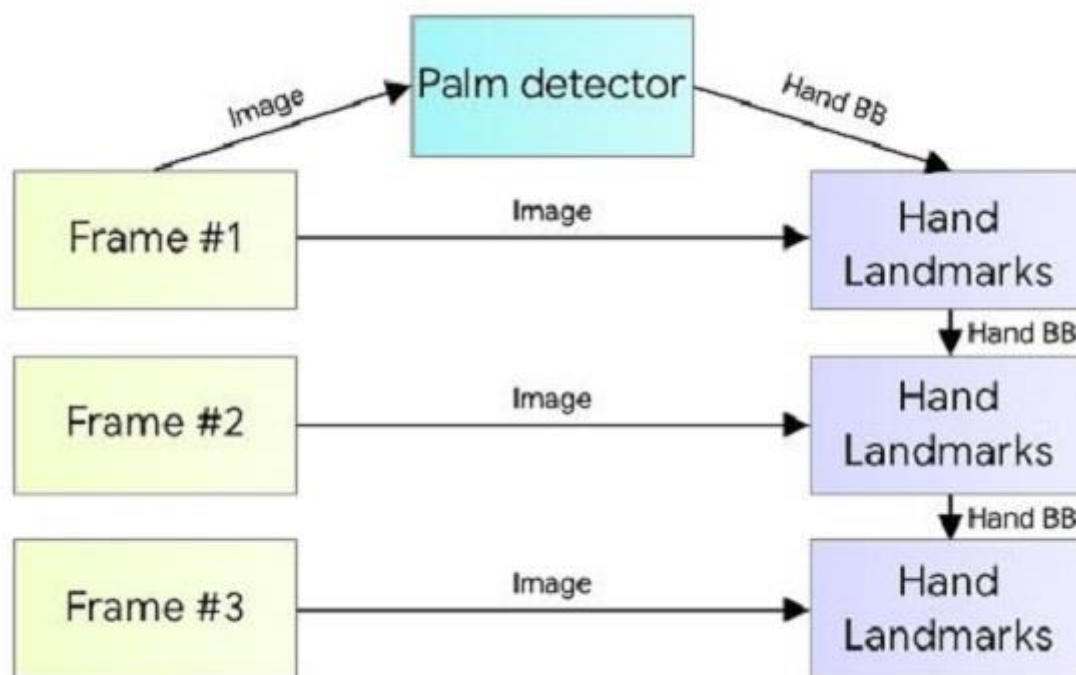 Palm detector
Image
Hand BB
Frame #1
Image
Hand
Landmarks
Hand BB
Frame #2
Image
Hand
Landmarks
Hand BB
Frame #3
Image
Hand
Landmarks